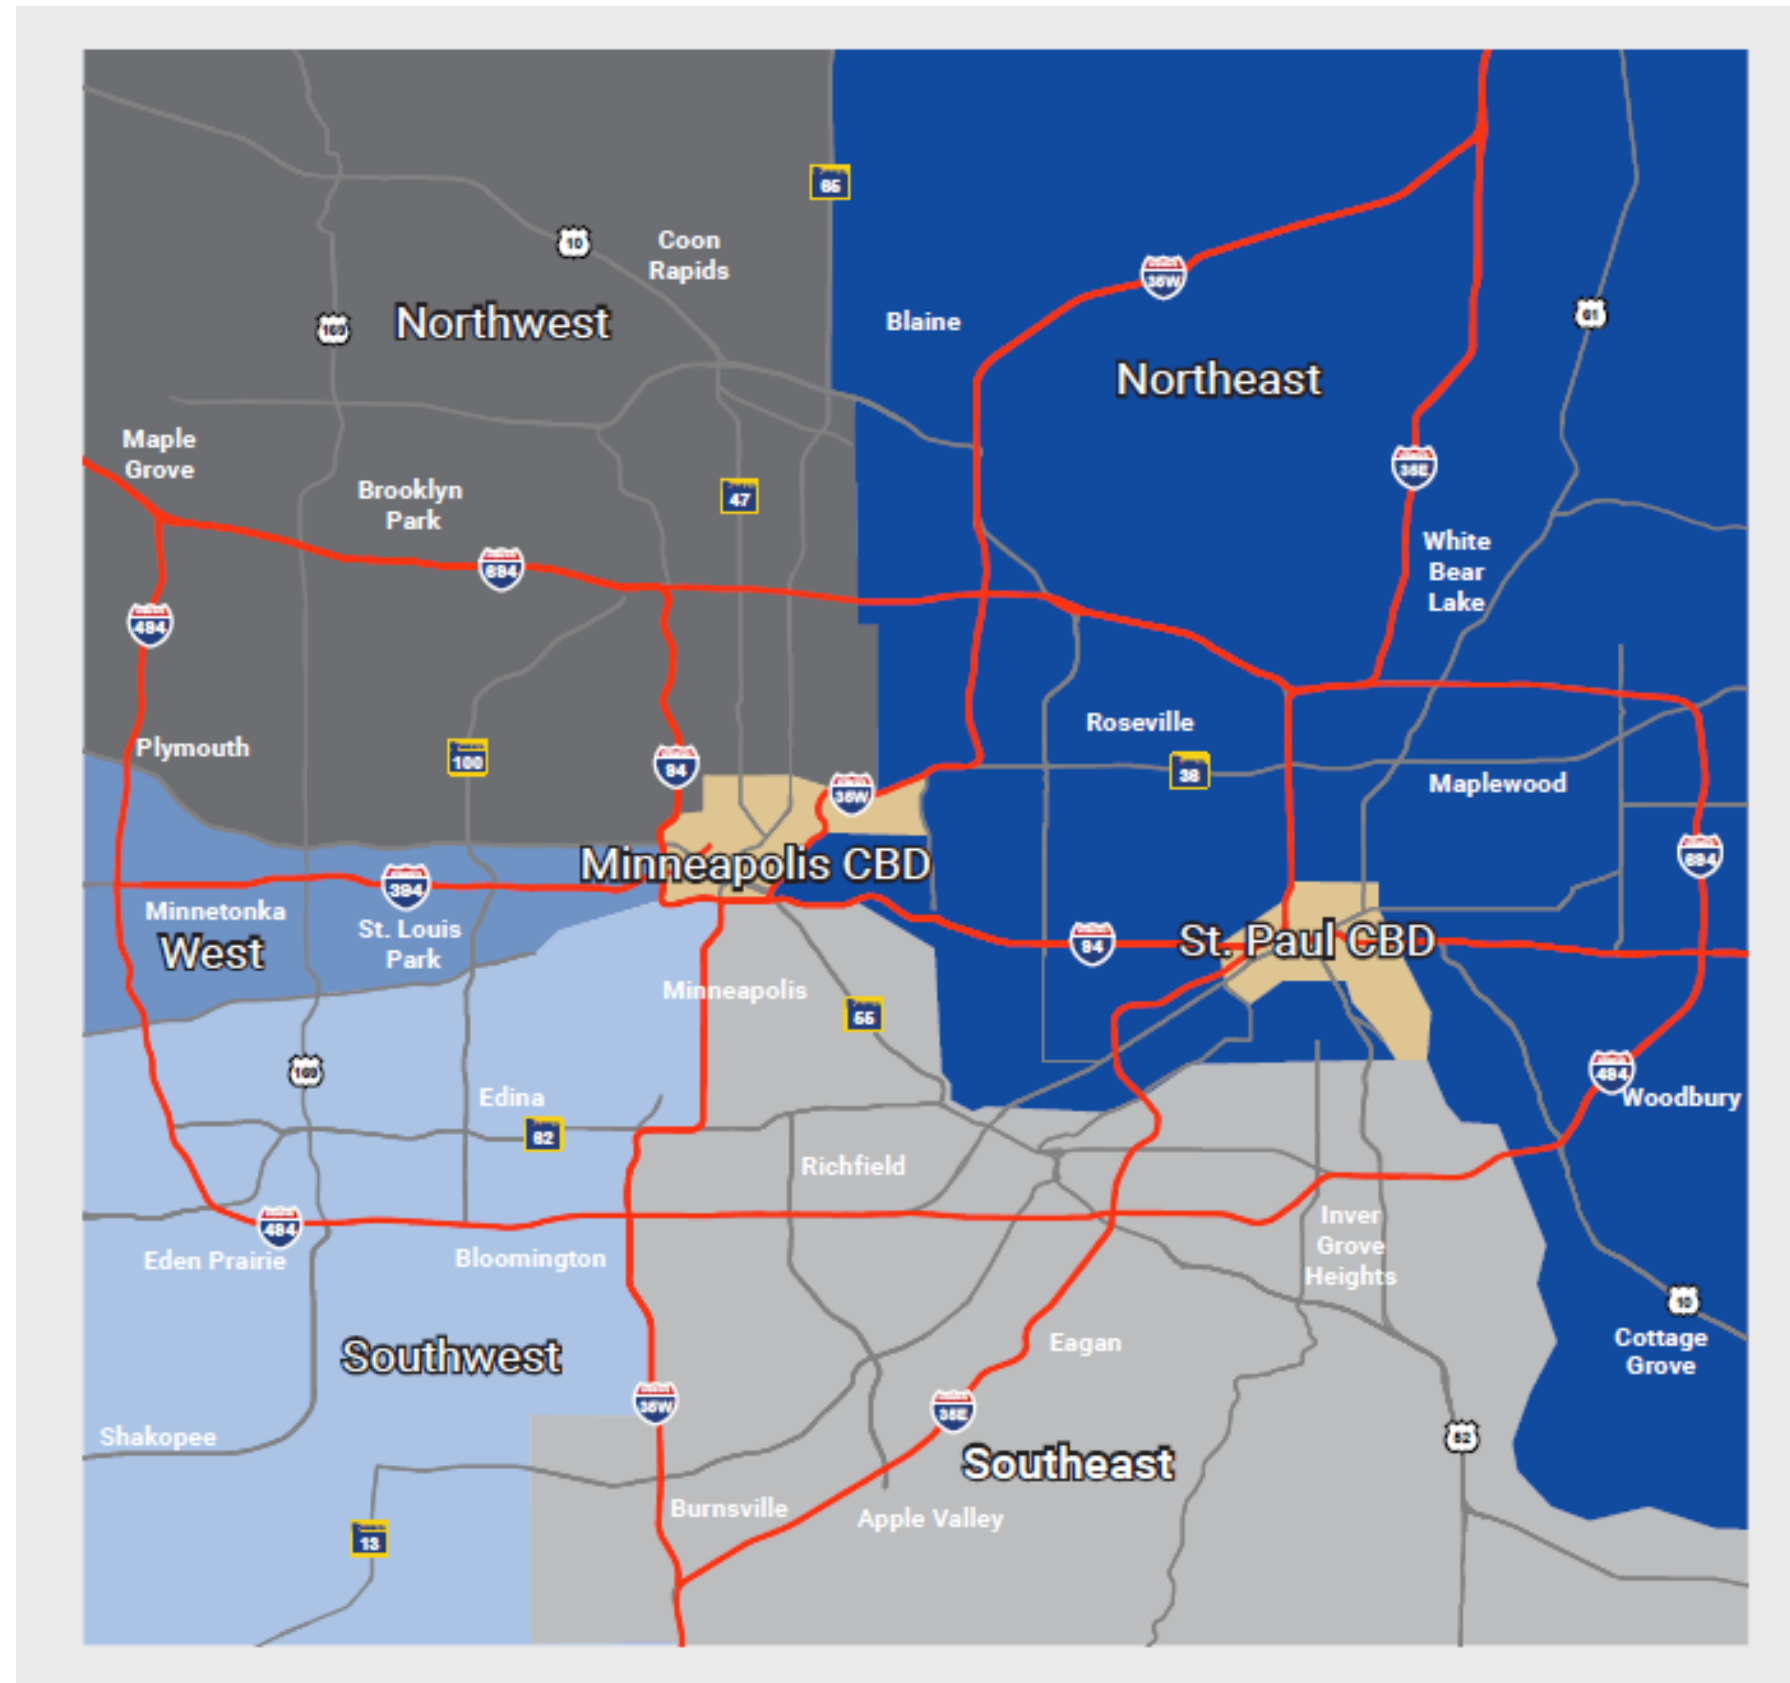 65
10
Coon
Rapids
35W
61
Northwest
169
Blaine
Northeast
Maple
Grove
35E
Brooklyn
Park
47
White
Bear
Lake
694
494
Roseville
Plymouth
100
94
36
Maplewood
35W
694
Minneapolis CBD
394
Minnetonka
St. Louis
Park
West
94
St. Paul CBD
Minneapolis
55
169
494
Woodbury
Edina
62
Richfield
494
Inver
Grove
Heights
Eden Prairie
Bloomington
10
Cottage
Grove
Southwest
Eagan
35W
35E
Shakopee
52
Southeast
Burnsville
Apple Valley
13